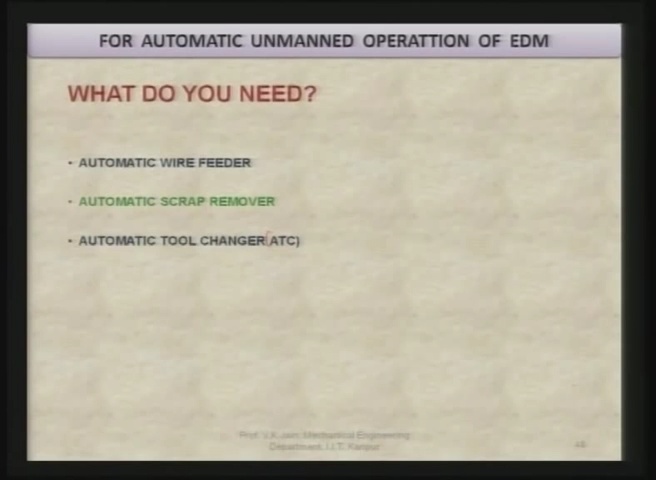 FOR AUTOMATIC UNMANNED OPERATTION OF EDM
WHAT DO YOU NEED?
• AUTOMATIC WIRE FEEDER
• AUTOMATIC SCRAP REMOVER
• AUTOMATIC TOOL CHANGER(ATC)
Prof. V.K.Jain, Mechanical Engineering
Department, I.I.T. Kanpur